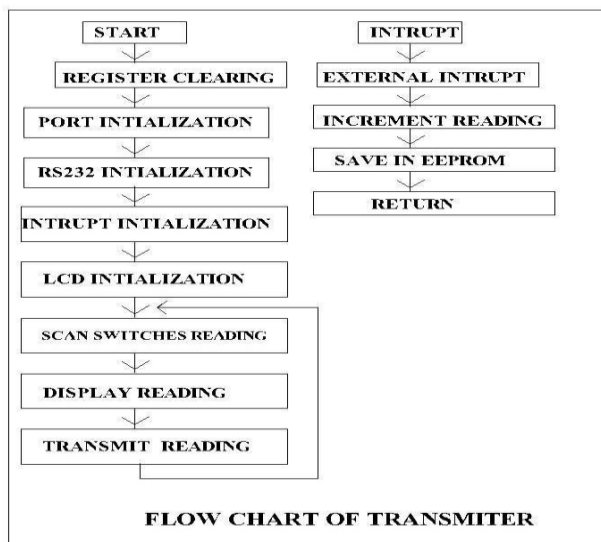 START
REGISTER CLEARING
PORT INTIALIZATION
RS232 INTIALIZATION
INTRUPT INTIALIZATION
LCD INTIALIZATION
SCAN SWITCHES READING
DISPLAY READING
TRANSMIT READING
INTRUPT
EXTERNAL INTRUPT
INCREMENT READING
SAVE IN EEPROM
RETURN
FLOW CHART OF TRANSMITER